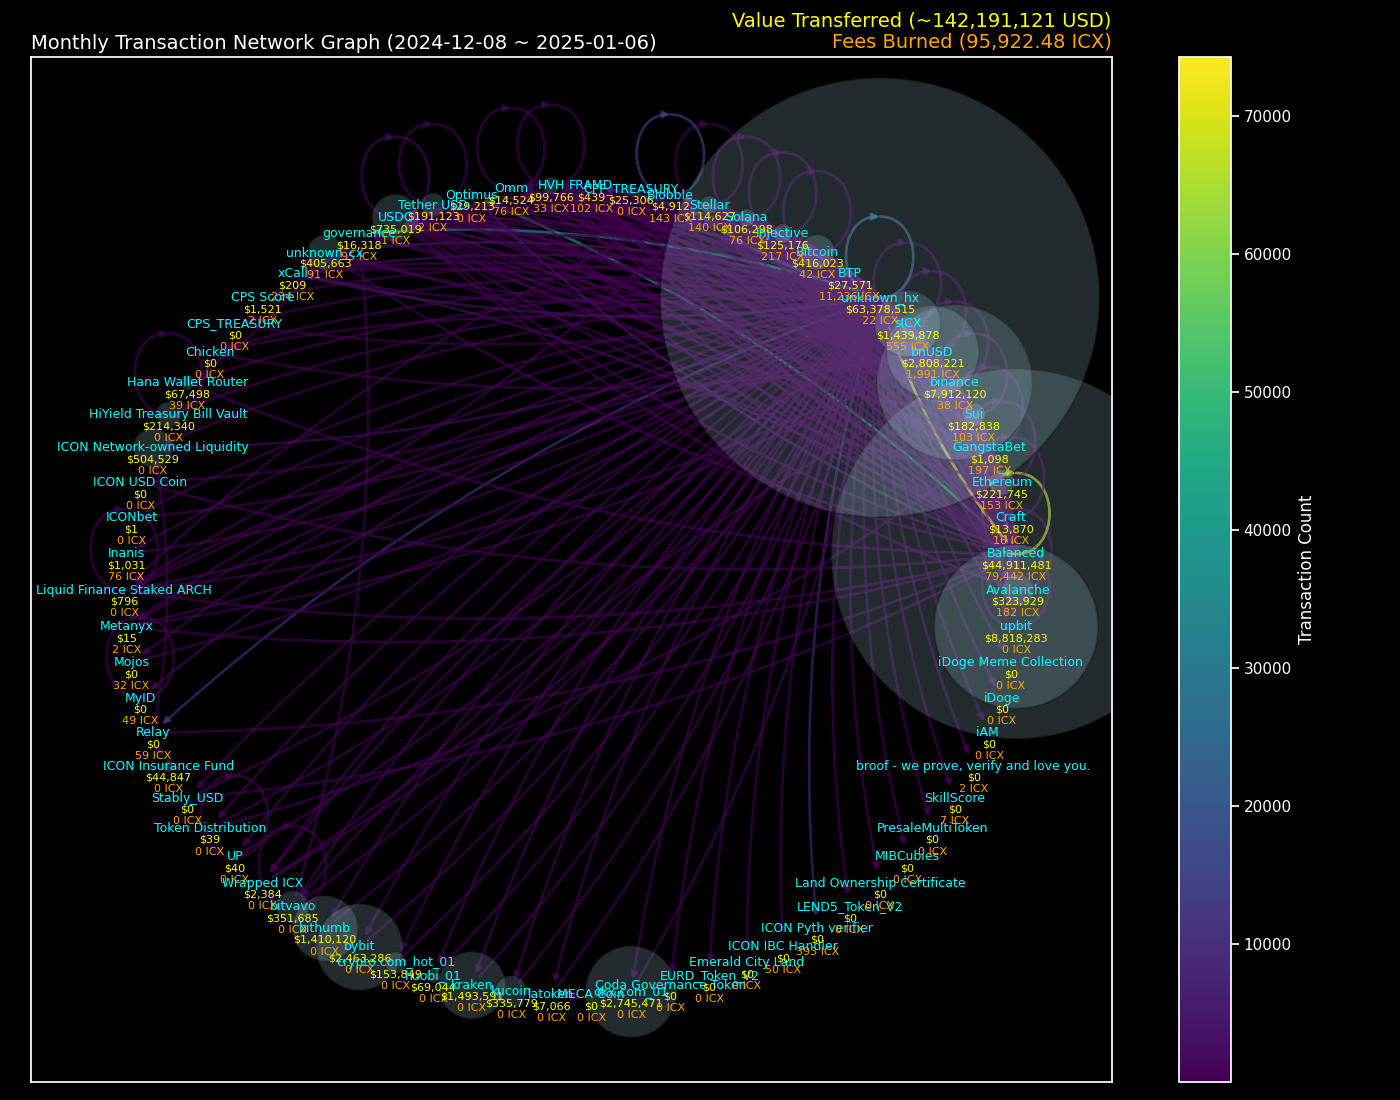 Value Transferred (~142,191,121 USD)
Monthly Transaction Network Graph (2024-12-08 ~ 2025-01-06)
Fees Burned (95,922.48 ICX)
HVH
$99,766
33 ICX
FRAMD
$439
102 ICX
CPF_TREASURY
$25,306
0 ICX
Blobble
$4,912
143 ICX
Stellar
$114,627
140 ICX
Solana
$106,298
76 ICX
Injective
$125,176
217 ICX
Bitcoin
$416,023
42 ICX
BTP
$27,571
11,236 ICX
unknown_hx
$63,378,515
22 ICX
sICX
$1,439,878
555 ICX
bnUSD
$2,808,221
1,991 ICX
binance
$7,912,120
38 ICX
Sui
$182,838
103 ICX
GangstaBet
$1,098
197 ICX
Ethereum
$221,745
153 ICX
Craft
$13,870
ICX
Balanced
$44,911,481
79,442 ICX
Avalanche
$323,929
182 ICX
upbit
$8,818,283
0 ICX
iDoge Meme Collection
$0
0 ICX
iDoge
$0
0 ICX
iAM
$0
0 ICX
broof - we prove, verify and love you.
$0
2 ICX
SkillScore
$0
7 ICX
PresaleMultiToken
$0
0 ICX
MIBCubies
$0
0 ICX
Land Ownership Certificate
$0
0 ICX
LEND5_Token_V2
$0
ICX
ICON Pyth verifier
$0
395 ICX
ICON IBC Handler
$0
50 ICX
Emerald City Land
$0
ICX
EURD_Token_V2
$0
0 ICX
Coda Governance Token
$0
0 ICX
okx.com_01
$2,745,471
0 ICX
MECA Coin
$0
0 ICX
latoken
$7,066
0 ICX
kucoin
$335,779
0 ICX
kraken
$1,493,591
0 ICX
huobi_01
$69,044
0 ICX
crypto.com_hot_01
$153,849
0 ICX
bybit
$2,463,286
0 ICX
bithumb
$1,410,120
0 ICX
bitvavo
$351,685
0 ICX
Wrapped ICX
$2,384
0 ICX
UP
$40
0 ICX
Token Distribution
$39
0 ICX
Stably_USD
$0
0 ICX
ICON Insurance Fund
$44,847
0 ICX
Relay
$0
59 ICX
MyID
$0
49 ICX
Mojos
$0
32 ICX
Metanyx
$15
2 ICX
Liquid Finance Staked ARCH
$796
0 ICX
Inanis
$1,031
76 ICX
ICONbet
$1
0 ICX
ICON USD Coin
$0
0 ICX
ICON Network-owned Liquidity
$504,529
0 ICX
HiYield Treasury Bill Vault
$214,340
0 ICX
Hana Wallet Router
$67,498
39 ICX
Chicken
$0
0 ICX
CPS_TREASURY
$0
0 ICX
CPS Score
$1,521
2 ICX
xCall
$209
ICX
unknown_cx
$405,663
91 ICX
governance
$16,318
95 ICX
USDC
$735,019
1 ICX
Tether USD
$191,123
2 ICX
Optimus
$29,213
0 ICX
Omm
$14,524
76 ICX
70000
60000
50000
40000
30000
20000
10000
Transaction Count